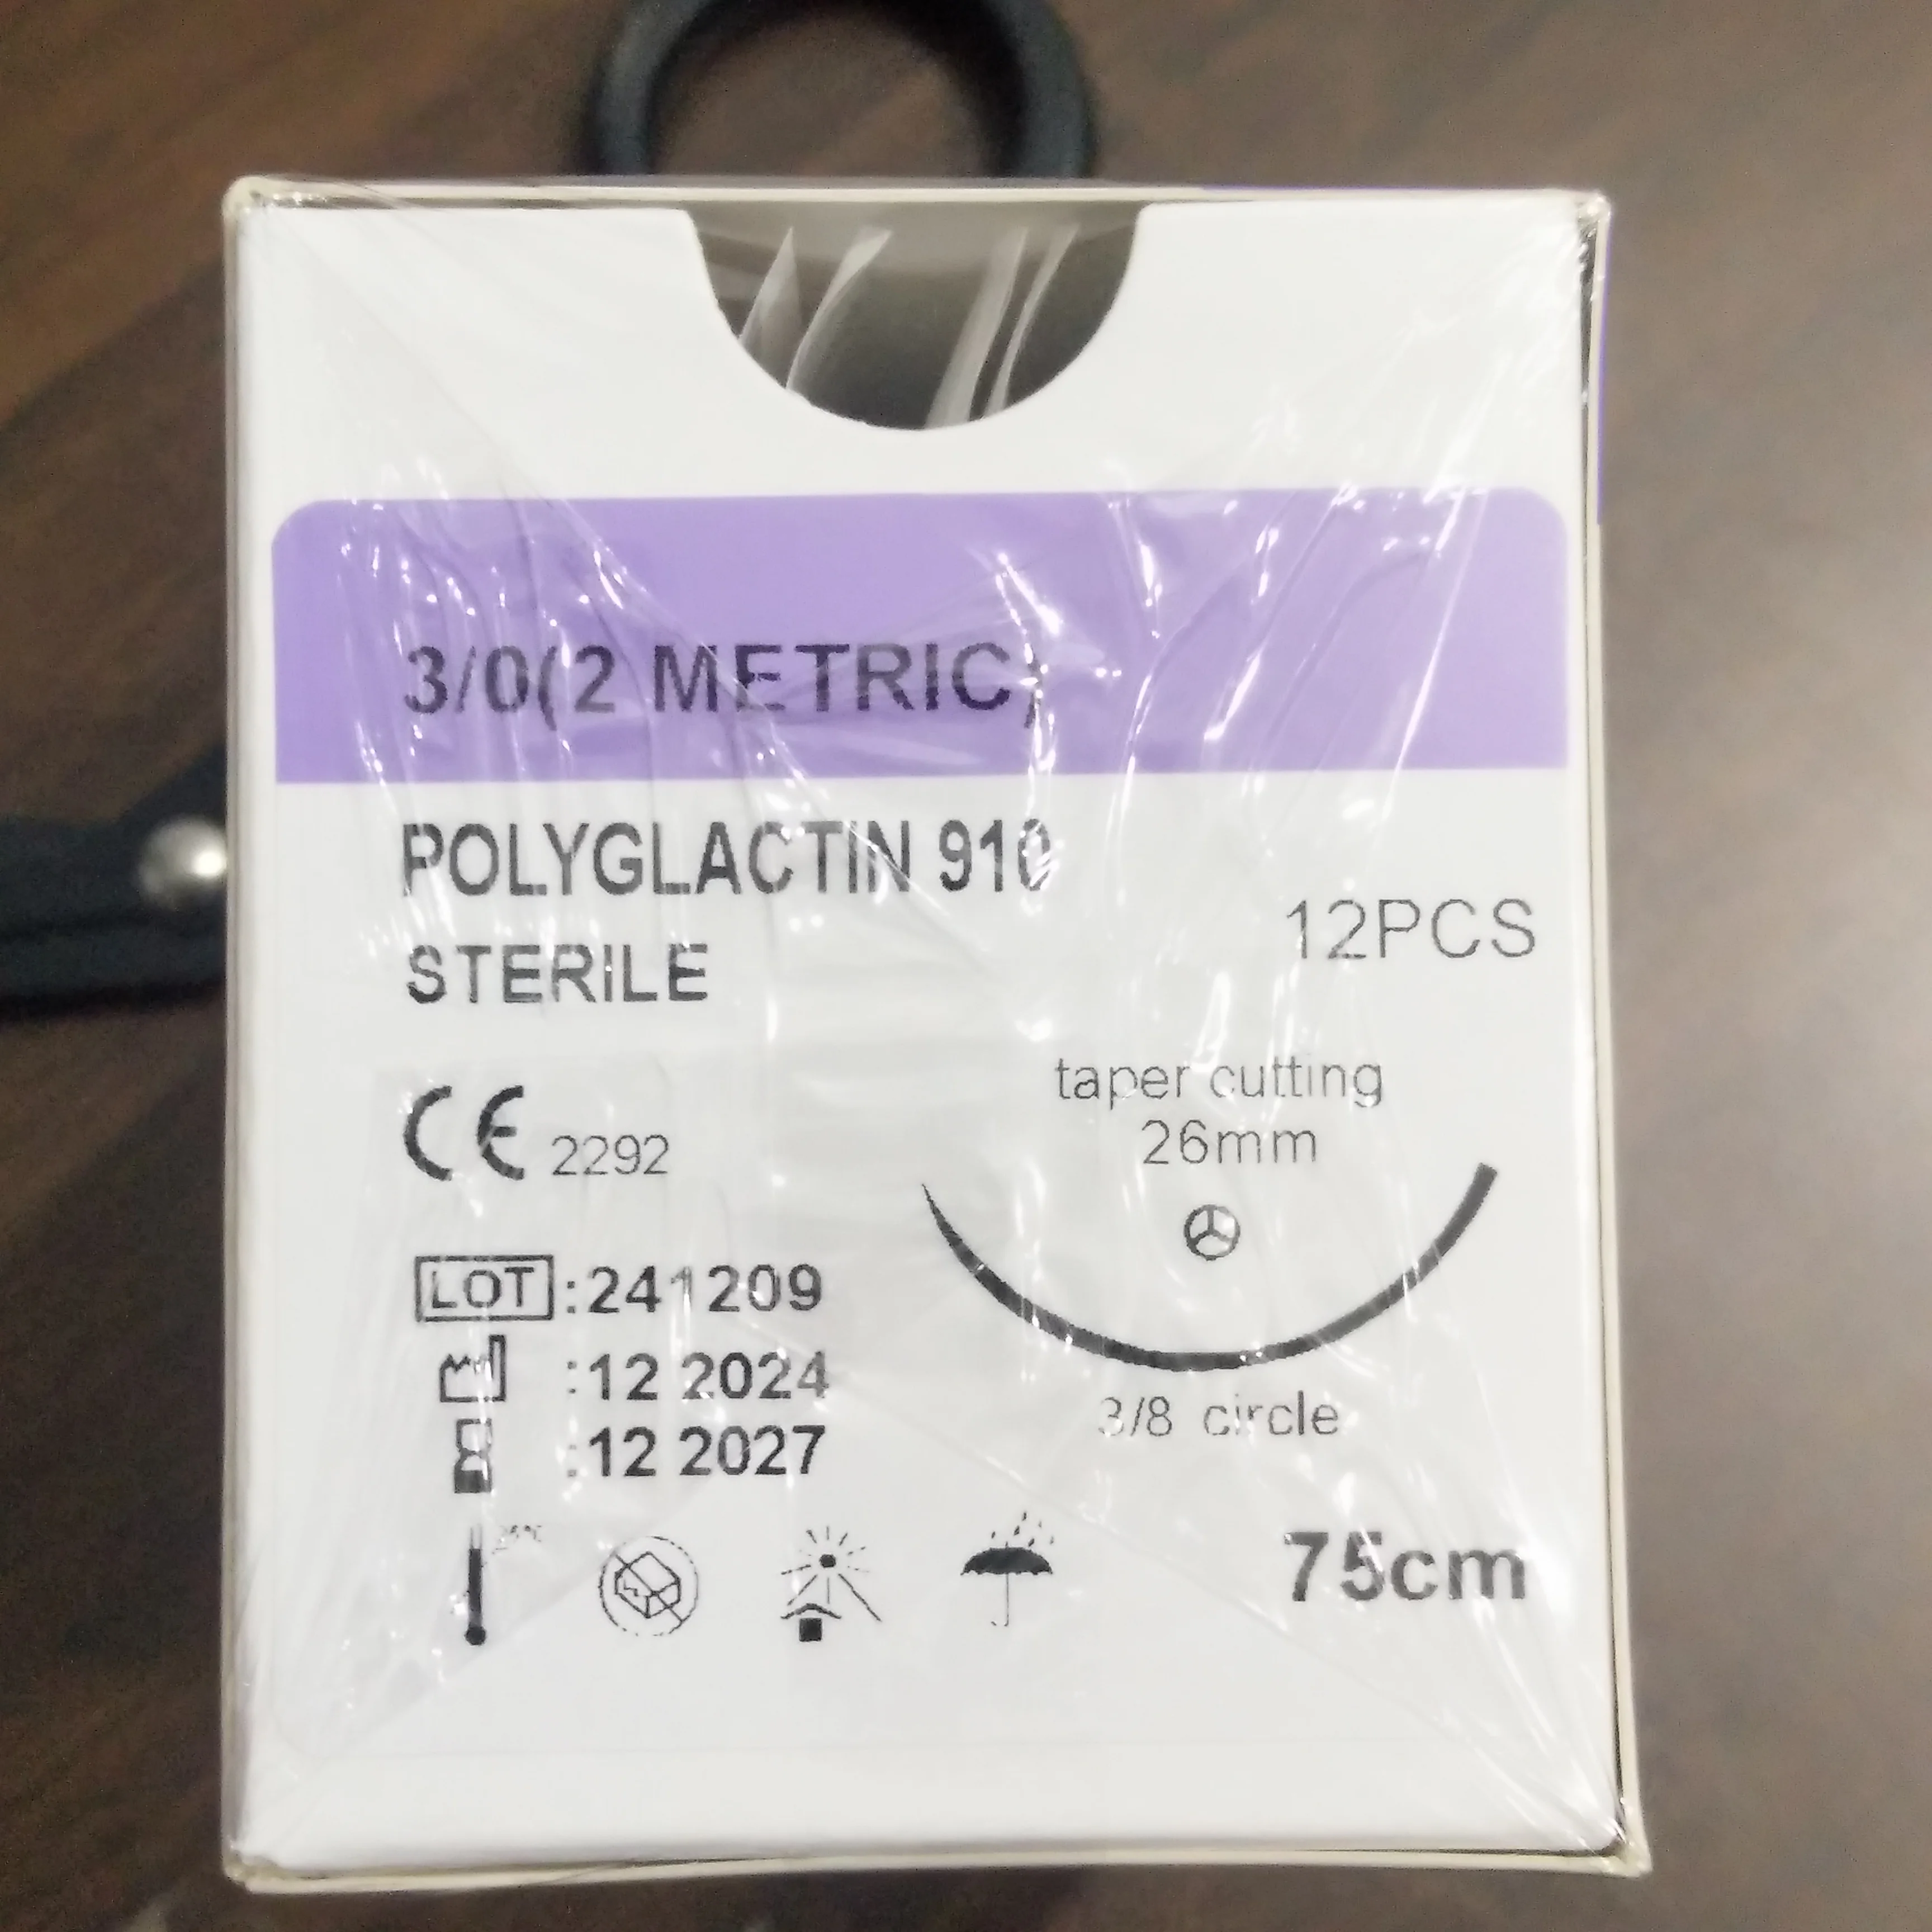 3/0(2 METRIC)
POLYGLACTIN 910
12PCS
STERILE
taper cutting
26mm
CE 2292
LOT :241209
:12 2024
3/8 circle
:12 2027
75cm